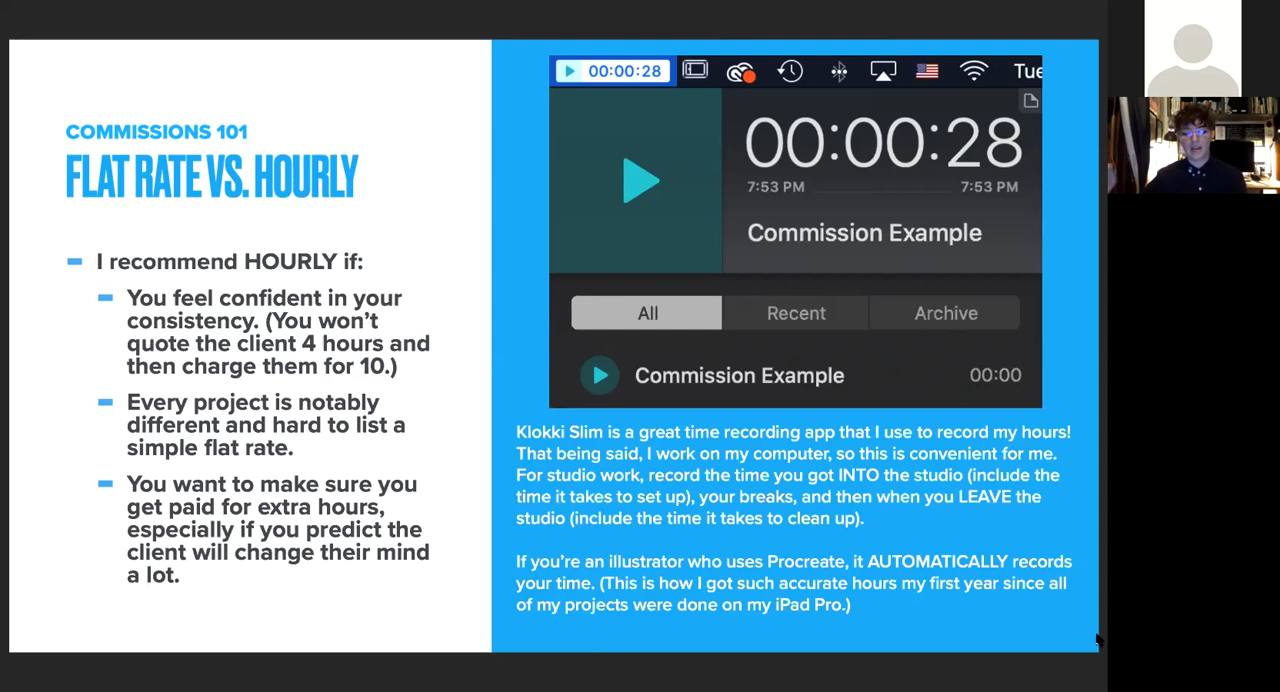 COMMISSIONS 101
FLAT RATE VS. HOURLY
I recommend HOURLY if:
You feel confident in your
consistency. (You won't
quote the client 4 hours and
then charge them for 10.)
Every project is notably
different and hard to list a
simple flat rate.
You want to make sure you
get paid for extra hours,
especially if you predict the
client will change their mind
a lot.
00:00:28 Tue
00:00:28
7:53 PM 7:53 PM
Commission Example
All Recent Archive
Commission Example 00:00
Klokki Slim is a great time recording app that I use to record my hours!
That being said, I work on my computer, so this is convenient for me.
For studio work, record the time you got INTO the studio (include the
time it takes to set up), your breaks, and then when you LEAVE the
studio (include the time it takes to clean up).
If you're an illustrator who uses Procreate, it AUTOMATICALLY records
your time. (This is how I got such accurate hours my first year since all
of my projects were done on my iPad Pro.)